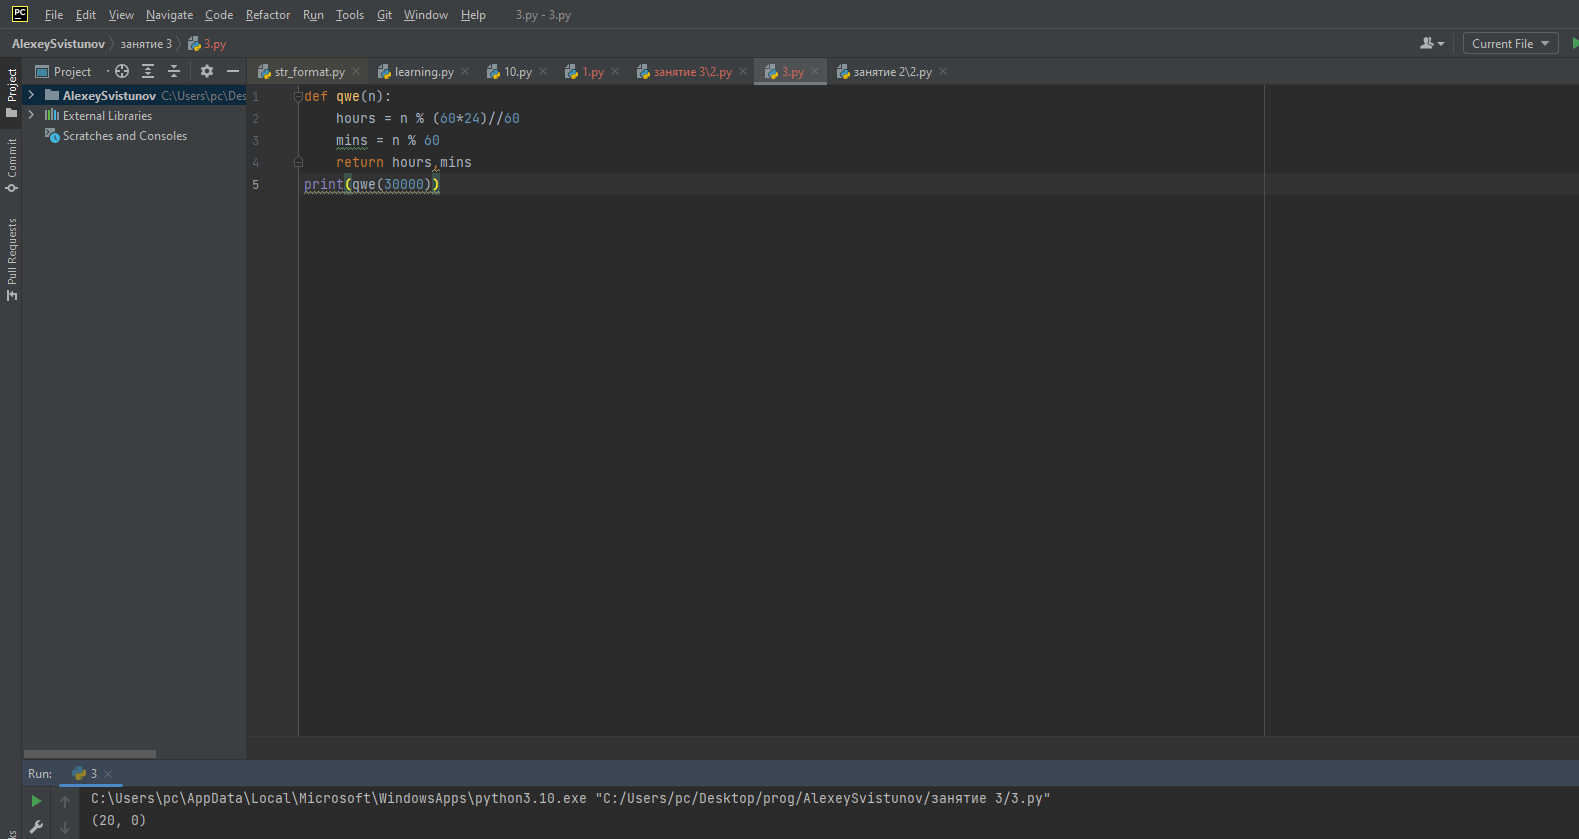 PC File Edit View Navigate Code Refactor Run Tools Git Window Help 3.py - 3.py
AlexeySvistunov занятие 3 3.py Current File
Project str_format.py learning.py 10.py 1.py занятие 3\2.py 3.py занятие 2\2.py
AlexeySvistunov C:\Users\pc\Des
External Libraries
Scratches and Consoles
Project
Commit
Pull Requests
1 def qwe(n):
2 hours = n % (60*24)//60
3 mins = n % 60
4 return hours,mins
5 print(qwe(30000))
Run: 3
C:\Users\pc\AppData\Local\Microsoft\WindowsApps\python3.10.exe "C:/Users/pc/Desktop/prog/AlexeySvistunov/занятие 3/3.py"
(20, 0)